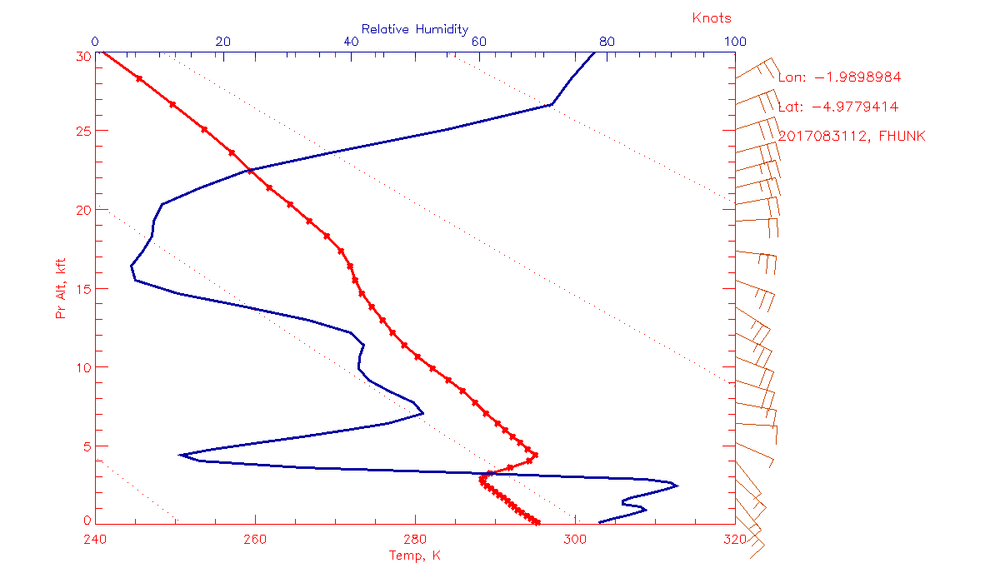 Knots
Relative Humidity
0 20 40 60 80 100
30
25
20
15
10
5
0
Pr Alt, kft
240 260 280 300 320
Temp, K
Lon: −1.9898984
Lat: −4.9779414
2017083112, FHUNK